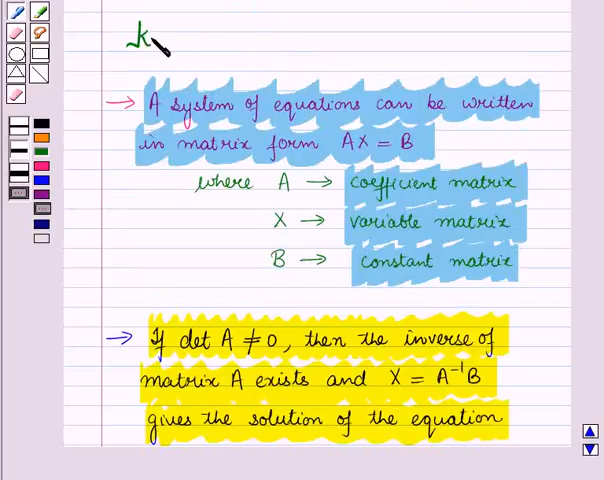 k
→ A system of equations can be written
in matrix form AX = B
where A → coefficient matrix
X → variable matrix
B → constant matrix
→ If det A ≠ 0, then the inverse of
matrix A exists and X = A⁻¹B
gives the solution of the equation